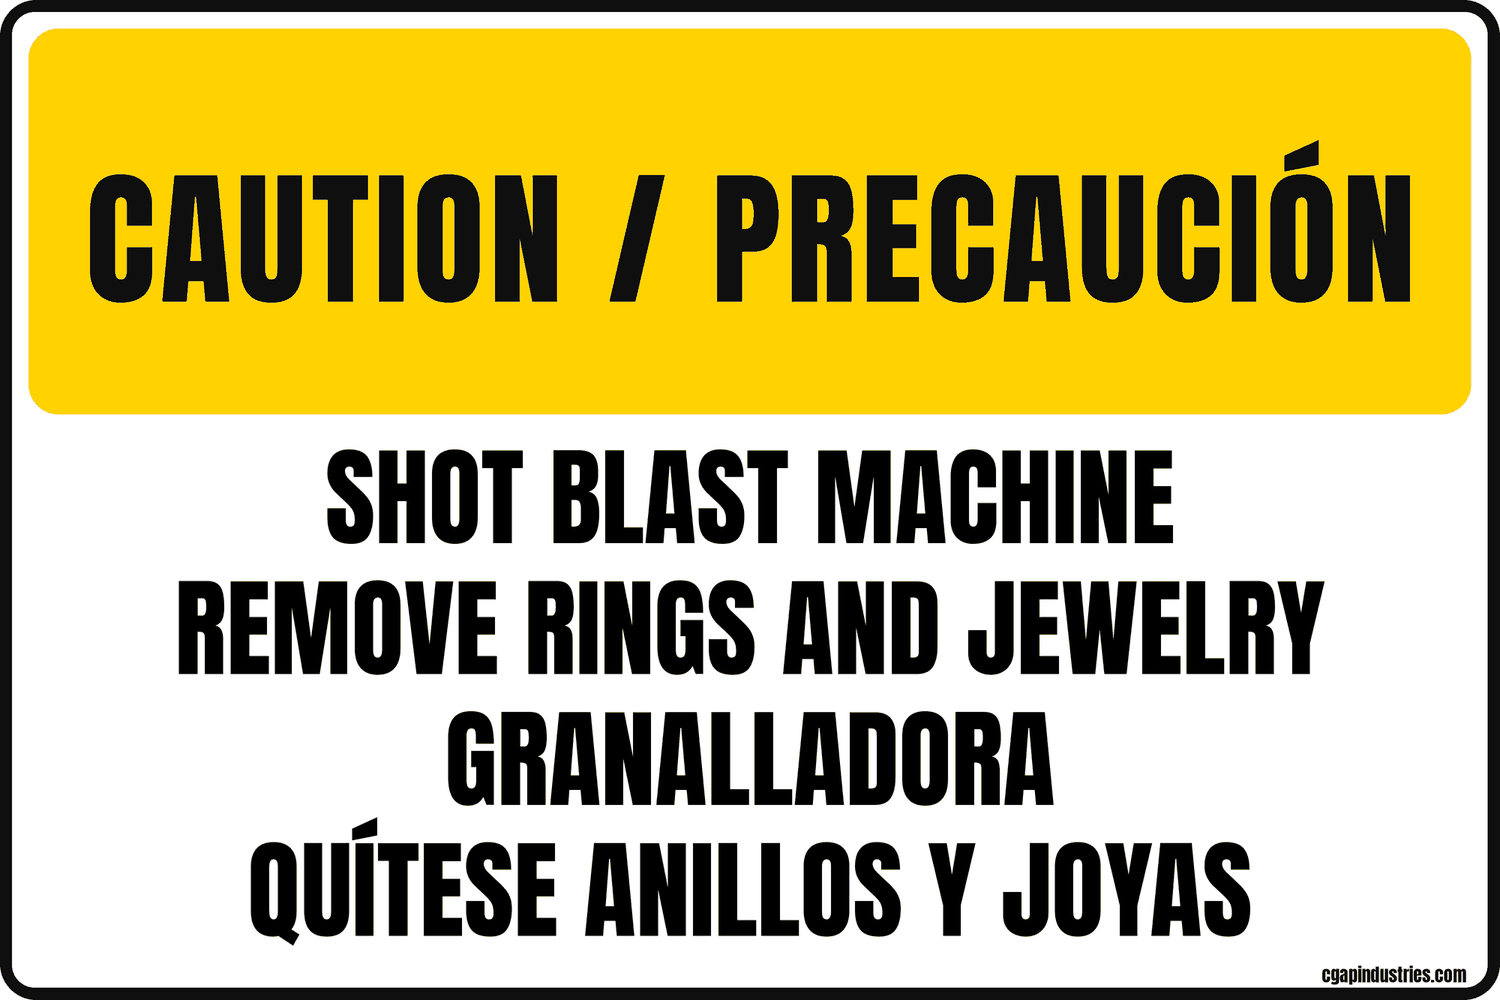 CAUTION / PRECAUCIÓN
SHOT BLAST MACHINE
REMOVE RINGS AND JEWELRY
GRANALLADORA
QUÍTESE ANILLOS Y JOYAS
cgapindustries.com